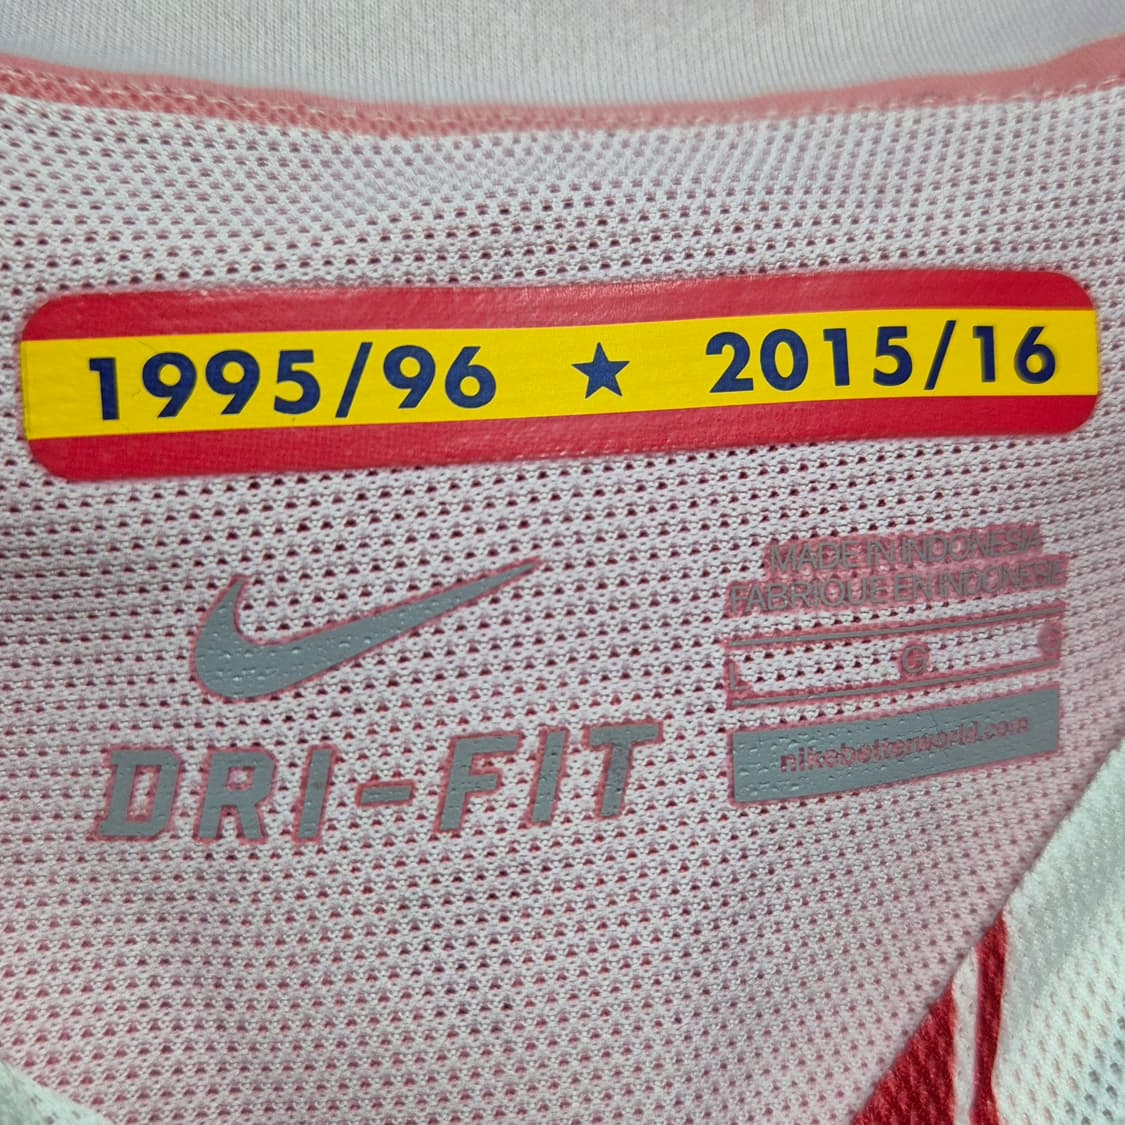 1995/96 ★ 2015/16
DRI-FIT
MADE IN INDONESIA
FABRIQUE EN INDONESIE
G
nikebetterworld.com